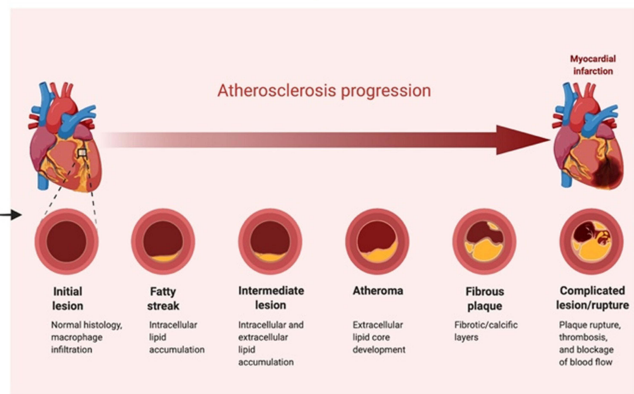 Myocardial
infarction
Atherosclerosis progression
Initial
lesion
Normal histology,
macrophage
infiltration
Fatty
streak
Intracellular
lipid
accumulation
Intermediate
lesion
Intracellular and
extracellular
lipid
accumulation
Atheroma
Extracellular
lipid core
development
Fibrous
plaque
Fibrotic/calcific
layers
Complicated
lesion/rupture
Plaque rupture,
thrombosis,
and blockage
of blood flow